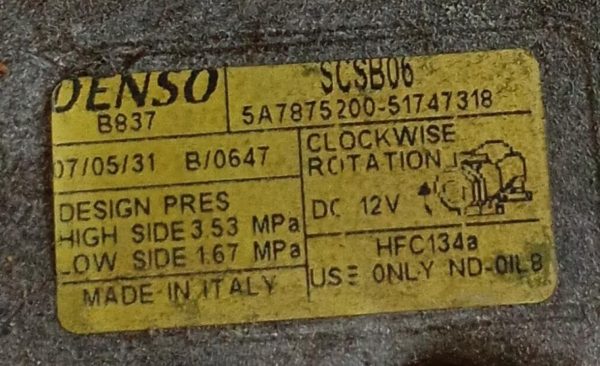 DENSO
B837
SCSB06
5A7875200-51747318
07/05/31 B/0647
CLOCKWISE
ROTATION
DC 12V
DESIGN PRES
HIGH SIDE 3.53 MPa
LOW SIDE 1.67 MPa
HFC134a
USE ONLY ND-OIL8
MADE IN ITALY